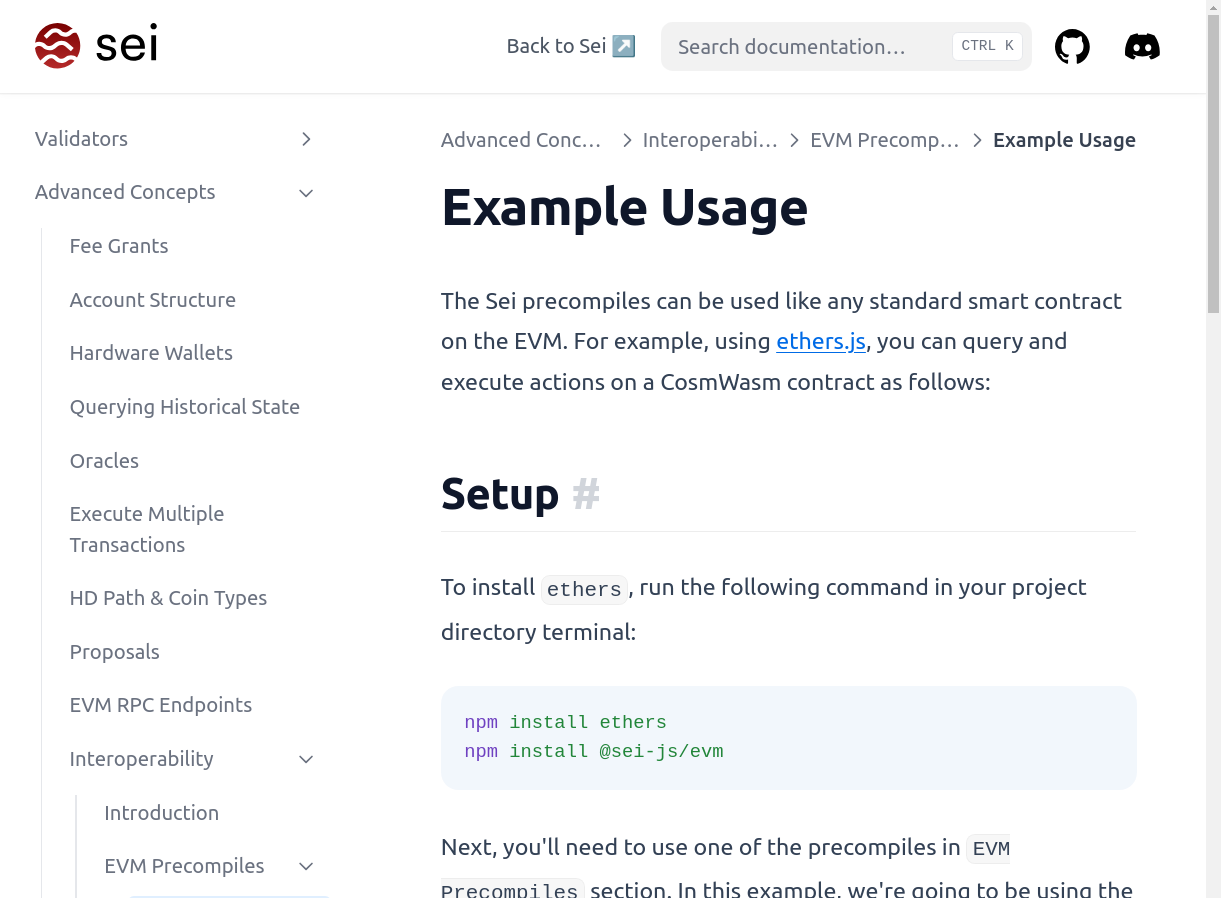 sei
Back to Sei ↗️
Search documentation…
CTRL K
Validators
Advanced Concepts
Fee Grants
Account Structure
Hardware Wallets
Querying Historical State
Oracles
Execute Multiple
Transactions
HD Path & Coin Types
Proposals
EVM RPC Endpoints
Interoperability
Introduction
EVM Precompiles
Advanced Conc… > Interoperabi… > EVM Precomp… > Example Usage
Example Usage
The Sei precompiles can be used like any standard smart contract
on the EVM. For example, using ethers.js, you can query and
execute actions on a CosmWasm contract as follows:
Setup #
To install ethers, run the following command in your project
directory terminal:
npm install ethers
npm install @sei-js/evm
Next, you'll need to use one of the precompiles in EVM
Precompiles section. In this example, we're going to be using the